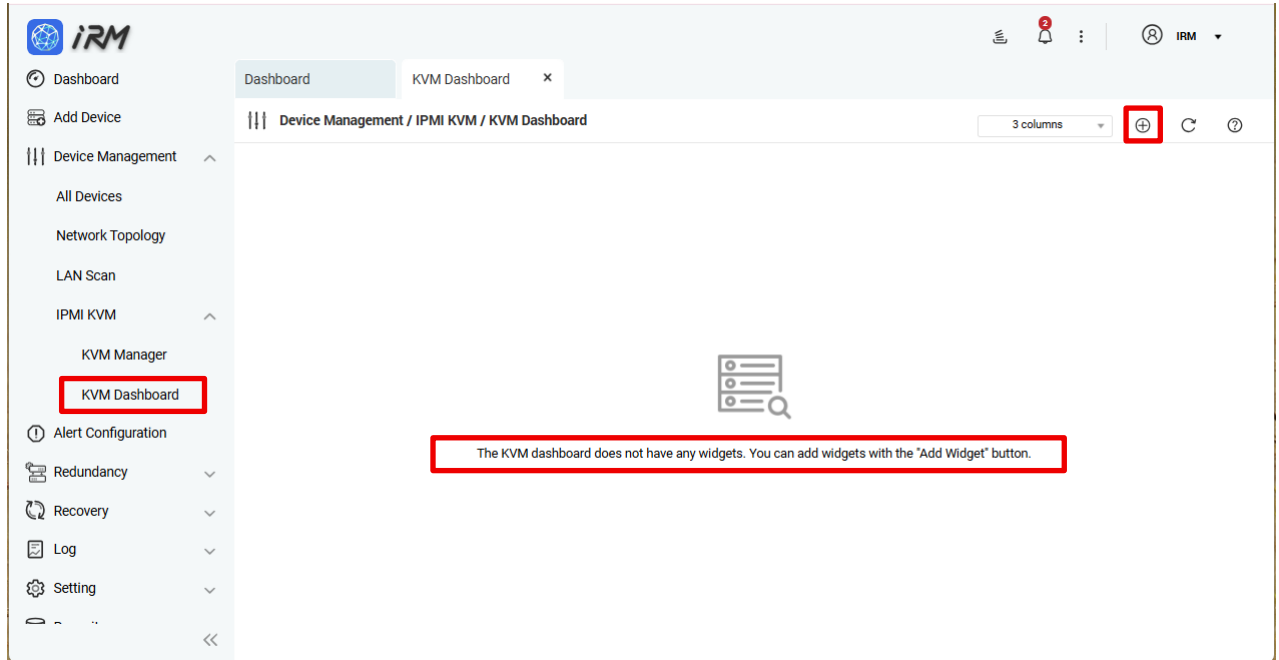 iRM
2
IRM
Dashboard
Dashboard
KVM Dashboard ×
Add Device
Device Management / IPMI KVM / KVM Dashboard
3 columns
Device Management
All Devices
Network Topology
LAN Scan
IPMI KVM
KVM Manager
KVM Dashboard
Alert Configuration
The KVM dashboard does not have any widgets. You can add widgets with the "Add Widget" button.
Redundancy
Recovery
Log
Setting